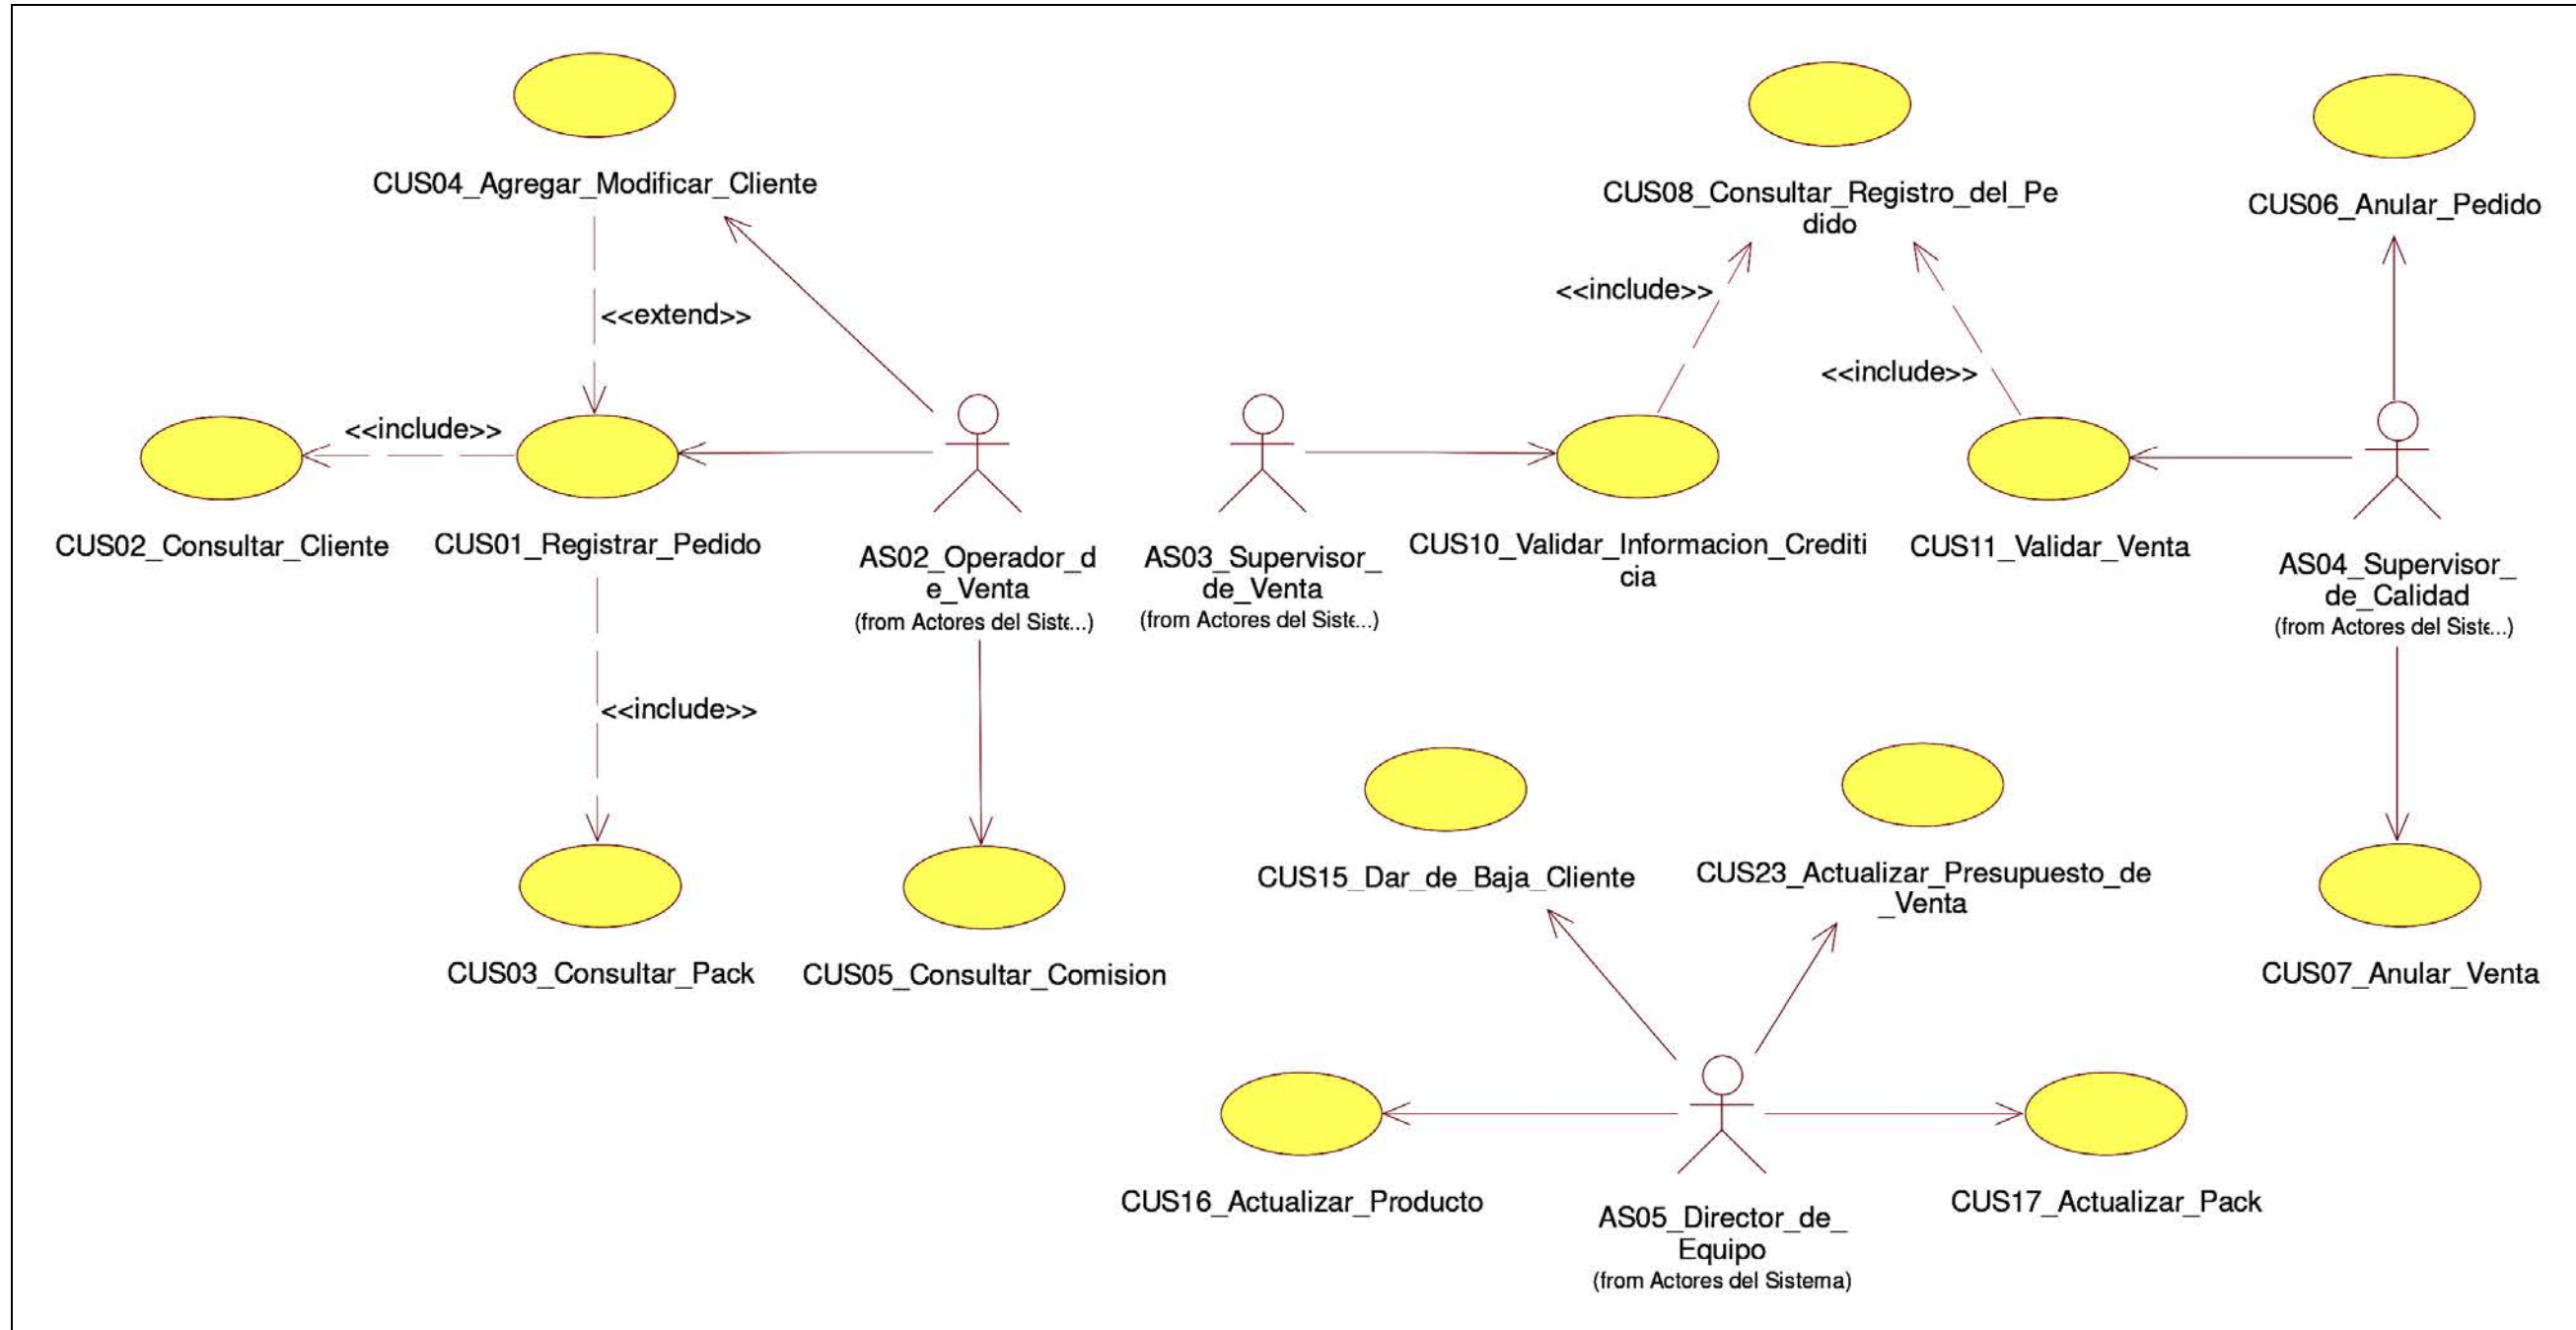 CUS04_Agregar_Modificar_Cliente
<<extend>>
<<include>>
CUS02_Consultar_Cliente
CUS01_Registrar_Pedido
AS02_Operador_d
e_Venta
(from Actores del Siste...)
<<include>>
CUS03_Consultar_Pack
CUS05_Consultar_Comision
CUS08_Consultar_Registro_del_Pe
dido
CUS06_Anular_Pedido
<<include>>
<<include>>
AS03_Supervisor_
de_Venta
(from Actores del Siste...)
CUS10_Validar_Informacion_Crediti
cia
CUS11_Validar_Venta
AS04_Supervisor_
de_Calidad
(from Actores del Siste...)
CUS15_Dar_de_Baja_Cliente
CUS23_Actualizar_Presupuesto_de
_Venta
CUS07_Anular_Venta
CUS16_Actualizar_Producto
AS05_Director_de_
Equipo
(from Actores del Sistema)
CUS17_Actualizar_Pack